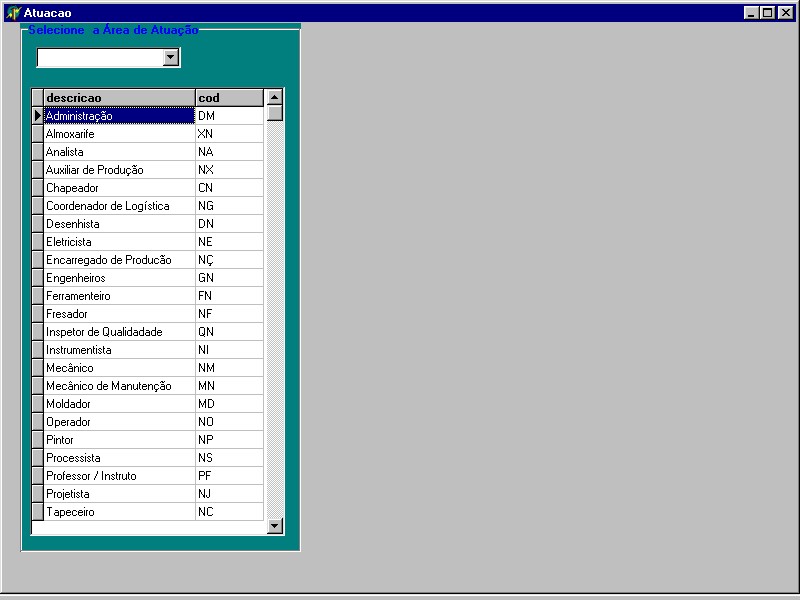 Atuacao
Selecione a Área de Atuação
descricao cod
Administração DM
Almoxarife XN
Analista NA
Auxiliar de Produção NX
Chapeador CN
Coordenador de Logística NG
Desenhista DN
Eletricista NE
Encarregado de Producão NÇ
Engenheiros GN
Ferramenteiro FN
Fresador NF
Inspetor de Qualidadade QN
Instrumentista NI
Mecânico NM
Mecânico de Manutenção MN
Moldador MD
Operador NO
Pintor NP
Processista NS
Professor / Instruto PF
Projetista NJ
Tapeceiro NC